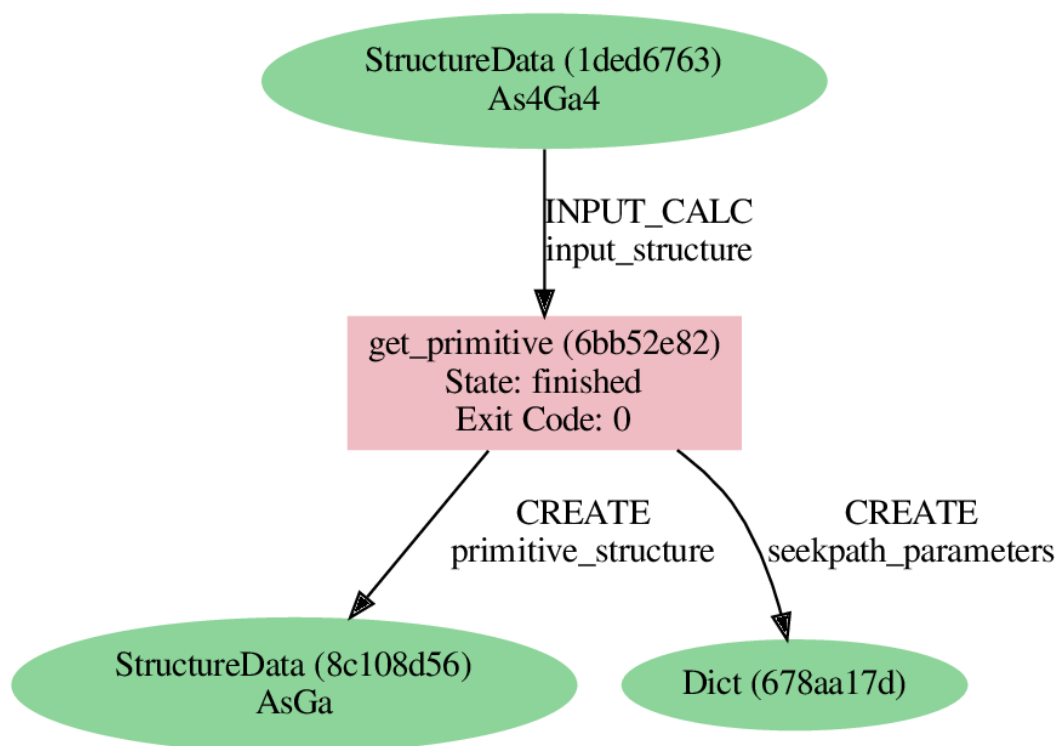 StructureData (1ded6763)
As4Ga4
INPUT_CALC
input_structure
get_primitive (6bb52e82)
State: finished
Exit Code: 0
CREATE
primitive_structure
CREATE
seekpath_parameters
StructureData (8c108d56)
AsGa
Dict (678aa17d)